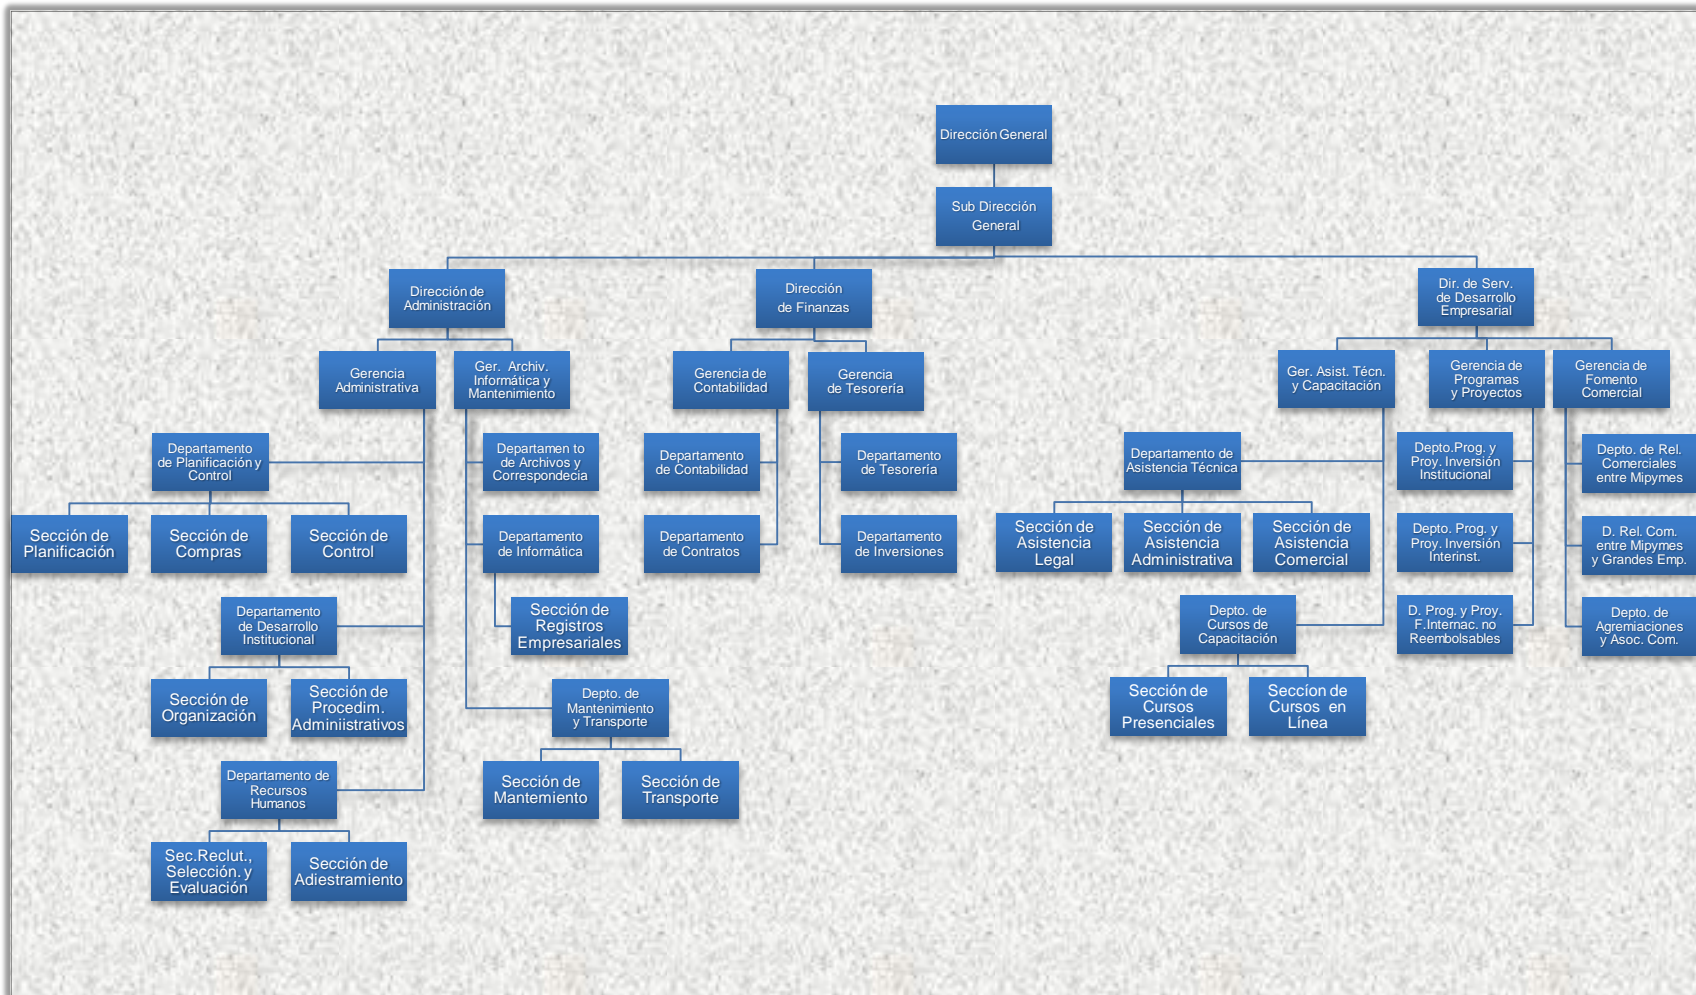 Dirección General
Sub Dirección
General
Dirección de
Administración
Dirección
de Finanzas
Dir. de Serv.
de Desarrollo
Empresarial
Gerencia
Administrativa
Ger. Archiv.
Informática y
Mantenimiento
Gerencia de
Contabilidad
Gerencia
de Tesorería
Ger. Asist. Técn.
y Capacitación
Gerencia de
Programas
y Proyectos
Gerencia de
Fomento
Comercial
Departamento
de Planificación y
Control
Departamen to
de Archivos y
Correspondecia
Departamento
de Contabilidad
Departamento
de Tesorería
Departamento de
Asistencia Técnica
Depto.Prog. y
Proy. Inversión
Institucional
Depto. de Rel.
Comerciales
entre Mipymes
Sección de
Planificación
Sección de
Compras
Sección de
Control
Departamento
de Informática
Departamento
de Contratos
Departamento
de Inversiones
Sección de
Asistencia
Legal
Sección de
Asistencia
Administrativa
Sección de
Asistencia
Comercial
Depto. Prog. y
Proy. Inversión
Interinst.
D. Rel. Com.
entre Mipymes
y Grandes Emp.
Departamento
de Desarrollo
Institucional
Sección de
Registros
Empresariales
Depto. de
Cursos de
Capacitación
D. Prog. y Proy.
F.Internac. no
Reembolsables
Depto. de
Agremiaciones
y Asoc. Com.
Sección de
Organización
Sección de
Procedim.
Adminiistrativos
Depto. de
Mantenimiento
y Transporte
Sección de
Cursos
Presenciales
Seccíon de
Cursos en
Línea
Departamento de
Recursos
Humanos
Sección de
Mantemiento
Sección de
Transporte
Sec.Reclut.,
Selección. y
Evaluación
Sección de
Adiestramiento